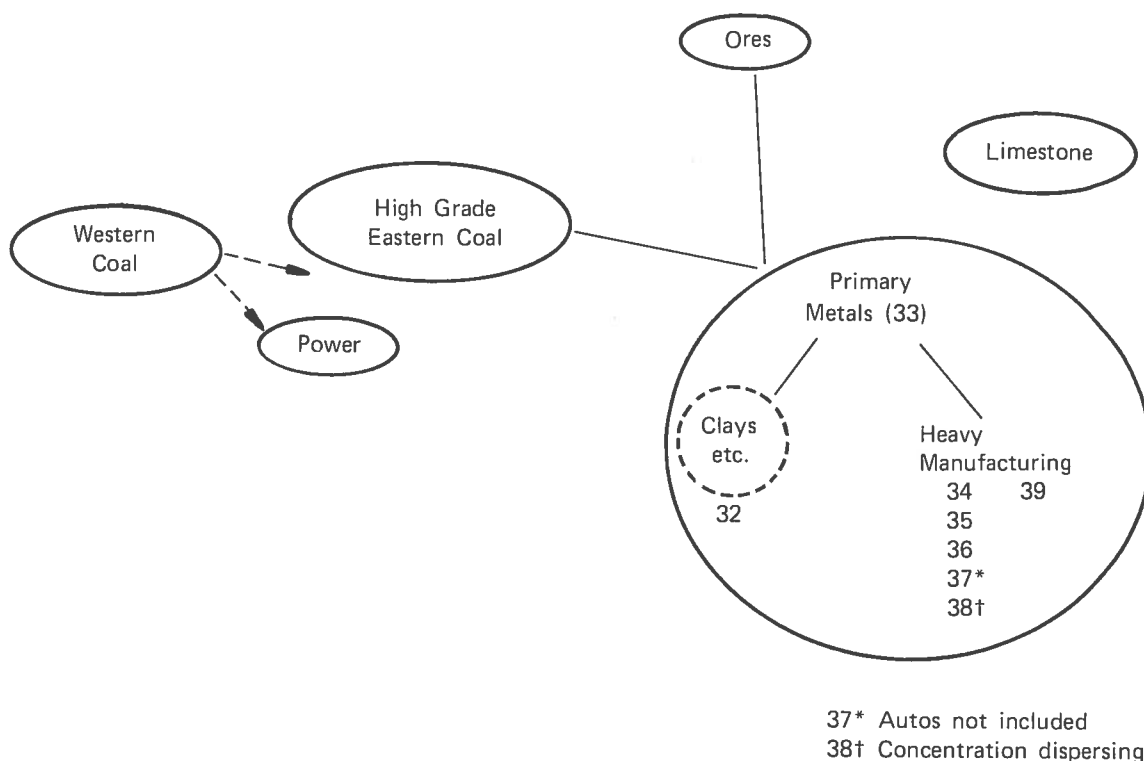 Ores
Limestone
High Grade
Eastern Coal
Western
Coal
Power
Primary
Metals (33)
Clays
etc.
32
Heavy
Manufacturing
34 39
35
36
37*
38†
37* Autos not included
38† Concentration dispersing